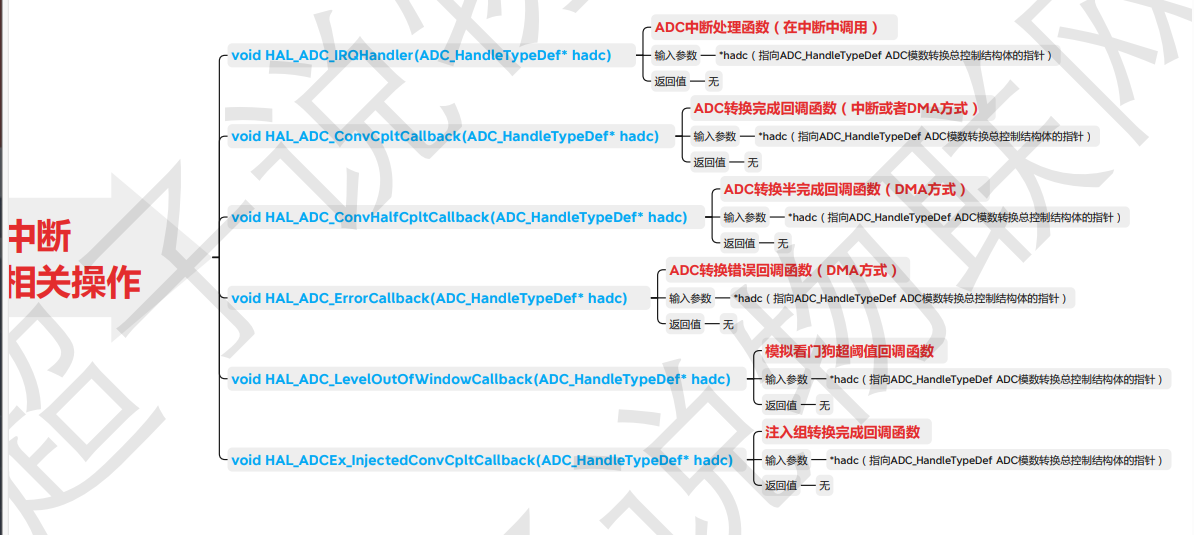 中断
相关操作
void HAL_ADC_IRQHandler(ADC_HandleTypeDef* hadc)
ADC中断处理函数（在中断中调用）
输入参数
*hadc（指向ADC_HandleTypeDef ADC模数转换总控制结构体的指针）
返回值
无
void HAL_ADC_ConvCpltCallback(ADC_HandleTypeDef* hadc)
ADC转换完成回调函数（中断或者DMA方式）
输入参数
*hadc（指向ADC_HandleTypeDef ADC模数转换总控制结构体的指针）
返回值
无
void HAL_ADC_ConvHalfCpltCallback(ADC_HandleTypeDef* hadc)
ADC转换半完成回调函数（DMA方式）
输入参数
*hadc（指向ADC_HandleTypeDef ADC模数转换总控制结构体的指针）
返回值
无
void HAL_ADC_ErrorCallback(ADC_HandleTypeDef* hadc)
ADC转换错误回调函数（DMA方式）
输入参数
*hadc（指向ADC_HandleTypeDef ADC模数转换总控制结构体的指针）
返回值
无
void HAL_ADC_LevelOutOfWindowCallback(ADC_HandleTypeDef* hadc)
模拟看门狗超阈值回调函数
输入参数
*hadc（指向ADC_HandleTypeDef ADC模数转换总控制结构体的指针）
返回值
无
void HAL_ADCEx_InjectedConvCpltCallback(ADC_HandleTypeDef* hadc)
注入组转换完成回调函数
输入参数
*hadc（指向ADC_HandleTypeDef ADC模数转换总控制结构体的指针）
返回值
无
超子说物联网
说